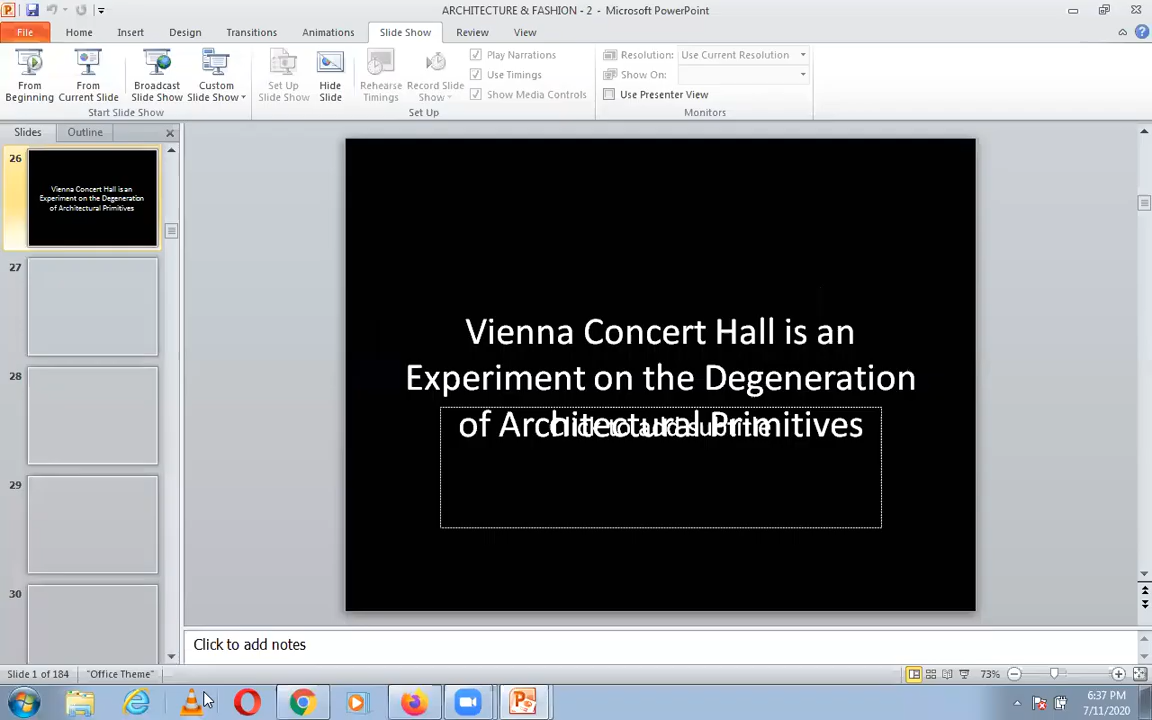 ARCHITECTURE & FASHION - 2 - Microsoft PowerPoint
File Home Insert Design Transitions Animations Slide Show Review View
From Beginning
From Current Slide
Broadcast Slide Show
Custom Slide Show
Set Up Slide Show
Hide Slide
Rehearse Timings
Record Slide Show
Play Narrations
Use Timings
Show Media Controls
Resolution: Use Current Resolution
Show On:
Use Presenter View
Start Slide Show
Set Up
Monitors
Slides Outline
26
Vienna Concert Hall is an
Experiment on the Degeneration
of Architectural Primitives
27
28
29
30
Vienna Concert Hall is an
Experiment on the Degeneration
of Architectural Primitives
Click to add subtitle
Click to add notes
Slide 1 of 184 "Office Theme" 73%
6:37 PM
7/11/2020